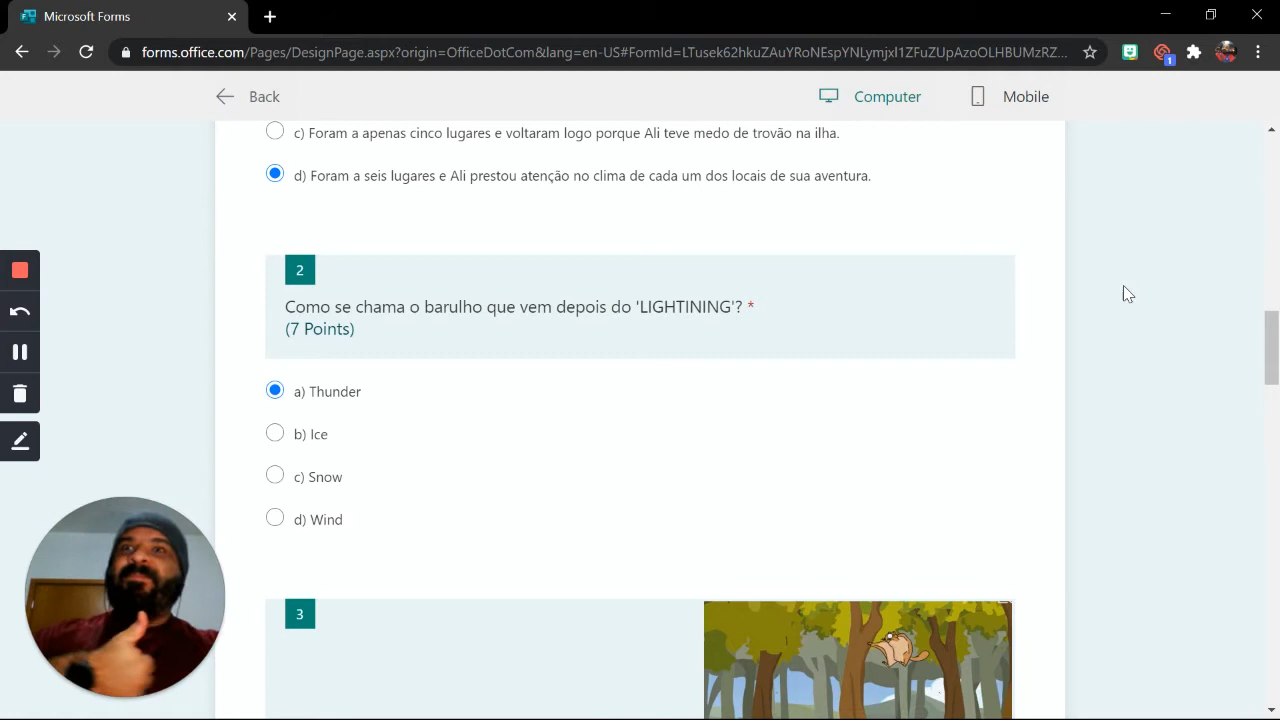 Microsoft Forms
forms.office.com/Pages/DesignPage.aspx?origin=OfficeDotCom&lang=en-US#FormId=LTusek62hkuZAuYRoNEspYNLymjxI1ZFuZUpAzoOLHBUMzRZ...
1
Back
Computer
Mobile
c) Foram a apenas cinco lugares e voltaram logo porque Ali teve medo de trovão na ilha.
d) Foram a seis lugares e Ali prestou atenção no clima de cada um dos locais de sua aventura.
2
Como se chama o barulho que vem depois do 'LIGHTINING'? *
(7 Points)
a) Thunder
b) Ice
c) Snow
d) Wind
3